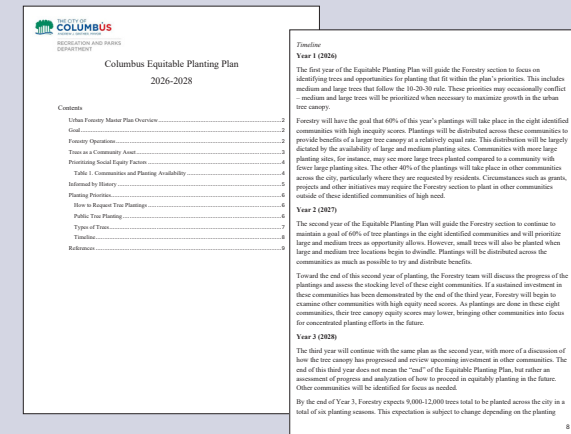 THE CITY OF
COLUMBUS
RECREATION AND PARKS
DEPARTMENT
Columbus Equitable Planting Plan
2026-2028
Contents
Urban Forestry Master Plan Overview 2
Goal 2
Forestry Operations 2
Trees as a Community Asset 3
Prioritizing Social Equity Factors 4
Table 1. Communities and Planting Availability 4
Informed by History 5
Planting Priorities 6
How to Request Tree Plantings 6
Public Tree Planting 6
Types of Trees 7
Timeline 8
References 9
Timeline
Year 1 (2026)
The first year of the Equitable Planting Plan will guide the Forestry section to focus on
identifying trees and opportunities for planting that fit within the plan's priorities. This includes
medium and large trees that follow the 10-20-30 rule. These priorities may occasionally conflict
– medium and large trees will be prioritized when necessary to maximize growth in the urban
tree canopy.
Forestry will have the goal that 60% of this year's plantings will take place in the eight identified
communities with high inequity scores. Plantings will be distributed across these communities to
provide benefits of a larger tree canopy at a relatively equal rate. This distribution will be largely
dictated by the availability of large and medium planting sites. Communities with more large
planting sites, for instance, may see more large trees planted compared to a community with
fewer large planting sites. The other 40% of the plantings will take place in other communities
across the city, particularly where they are requested by residents. Circumstances such as grants,
projects and other initiatives may require the Forestry section to plant in other communities
outside of these identified communities of high need.
Year 2 (2027)
The second year of the Equitable Planting Plan will guide the Forestry section to continue to
maintain a goal of 60% of tree plantings in the eight identified communities and will prioritize
large and medium trees as opportunity allows. However, small trees will also be planted when
large and medium tree locations begin to dwindle. Plantings will be distributed across the
communities as much as possible to try and distribute benefits.
Toward the end of this second year of planting, the Forestry team will discuss the progress of the
plantings and assess the stocking level of these eight communities. If a sustained investment in
these communities has been demonstrated by the end of the third year, Forestry will begin to
examine other communities with high equity need scores. As plantings are done in these eight
communities, their tree canopy equity scores may lower, bringing other communities into focus
for concentrated planting efforts in the future.
Year 3 (2028)
The third year will continue with the same plan as the second year, with more of a discussion of
how the tree canopy has progressed and review upcoming investment in other communities. The
end of this third year does not mean the "end" of the Equitable Planting Plan, but rather an
assessment of progress and analyzation of how to proceed in equitably planting in the future.
Other communities will be identified for focus as needed.
By the end of Year 3, Forestry expects 9,000-12,000 trees total to be planted across the city in a
total of six planting seasons. This expectation is subject to change depending on the planting
8